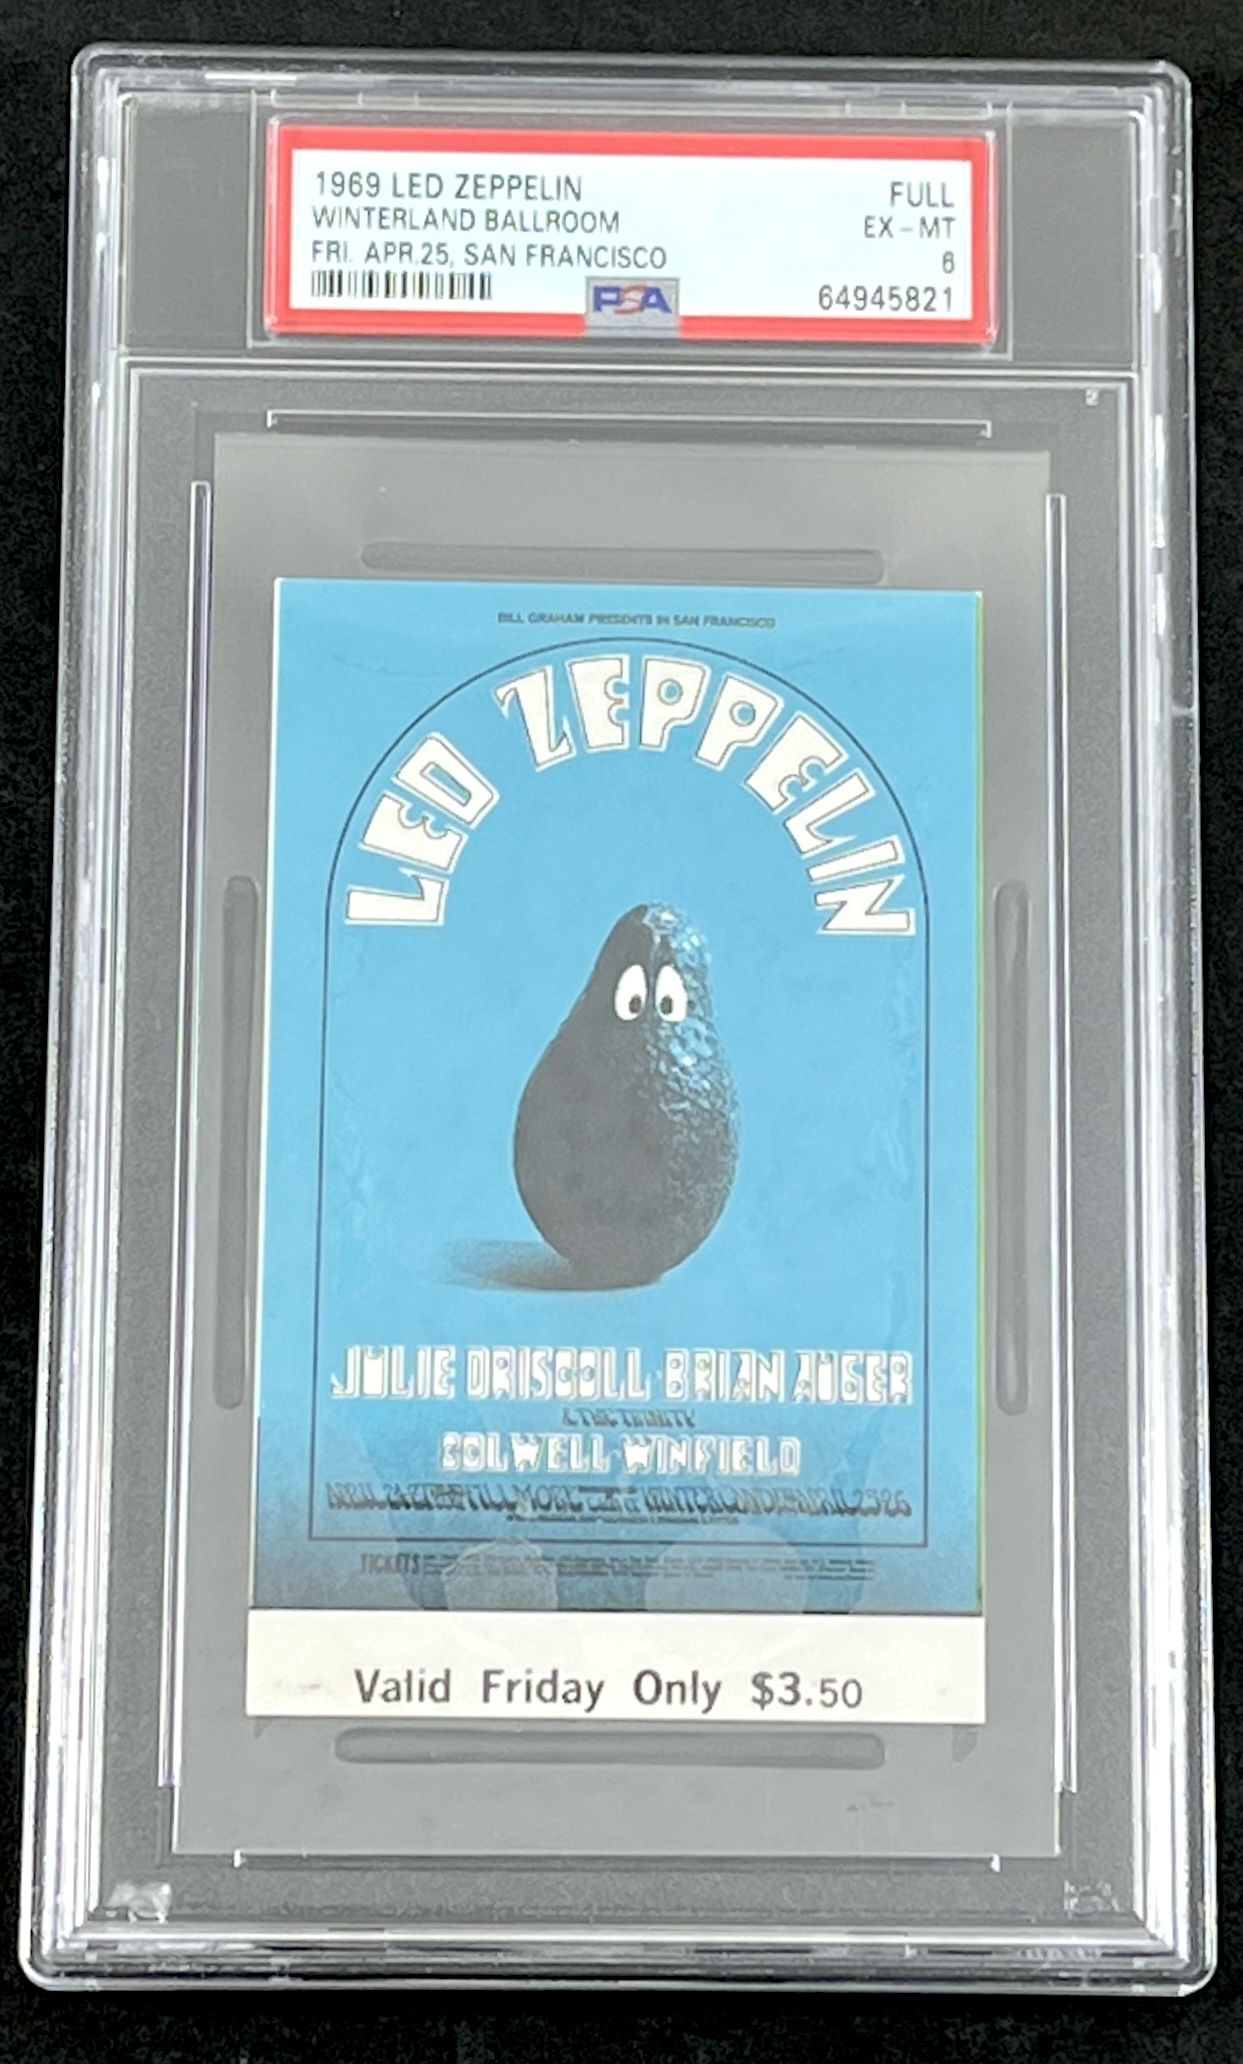 1969 LED ZEPPELIN FULL
WINTERLAND BALLROOM EX-MT
FRI. APR.25, SAN FRANCISCO 6
PSA 64945821
BILL GRAHAM PRESENTS IN SAN FRANCISCO
LED ZEPPELIN
JULIE DRISCOLL BRIAN AUGER
& THE TRINITY
COLWELL-WINFIELD
TICKETS
Valid Friday Only $3.50